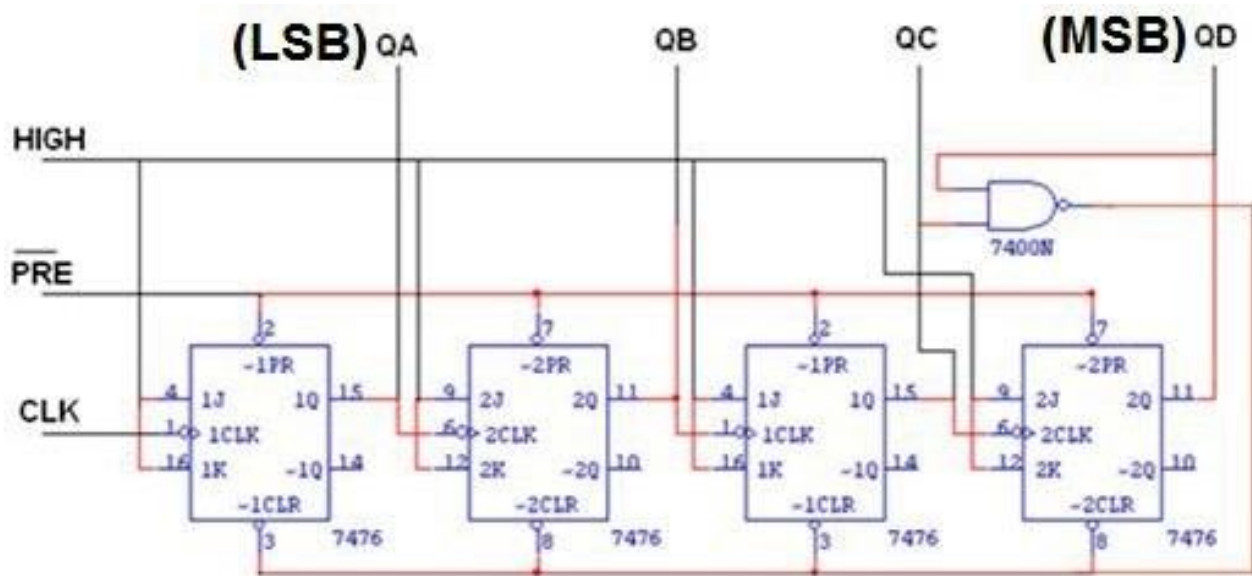 (LSB) QA QB QC (MSB) QD
HIGH
7400N
PRE
2 7 2 7
~1PR ~2PR ~1PR ~2PR
4 1J 1Q 15 9 2J 2Q 11 4 1J 1Q 15 9 2J 2Q 11
CLK 1 1CLK 6 2CLK 1 1CLK 6 2CLK
16 1K ~1Q 14 12 2K ~2Q 10 16 1K ~1Q 14 12 2K ~2Q 10
~1CLR ~2CLR ~1CLR ~2CLR
3 7476 8 7476 3 7476 8 7476